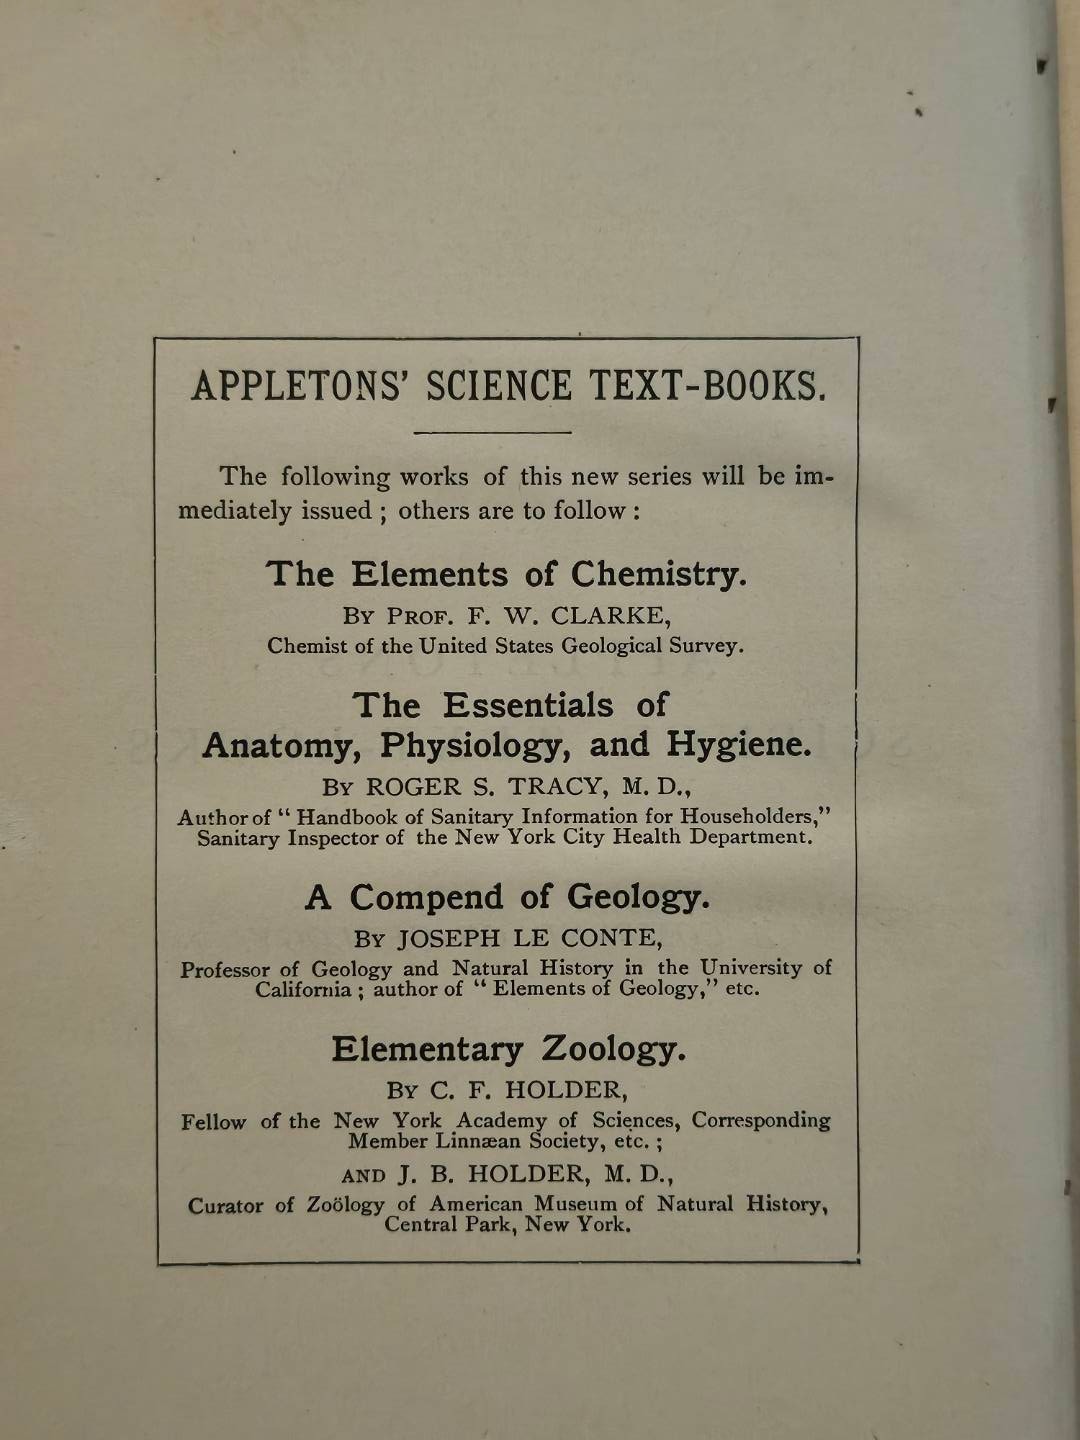 APPLETONS' SCIENCE TEXT-BOOKS.
The following works of this new series will be im-
mediately issued; others are to follow:
The Elements of Chemistry.
By Prof. F. W. CLARKE,
Chemist of the United States Geological Survey.
The Essentials of
Anatomy, Physiology, and Hygiene.
By ROGER S. TRACY, M. D.,
Author of "Handbook of Sanitary Information for Householders,"
Sanitary Inspector of the New York City Health Department.
A Compend of Geology.
By JOSEPH LE CONTE,
Professor of Geology and Natural History in the University of
California; author of "Elements of Geology," etc.
Elementary Zoology.
By C. F. HOLDER,
Fellow of the New York Academy of Sciences, Corresponding
Member Linnæan Society, etc.;
AND J. B. HOLDER, M. D.,
Curator of Zoölogy of American Museum of Natural History,
Central Park, New York.